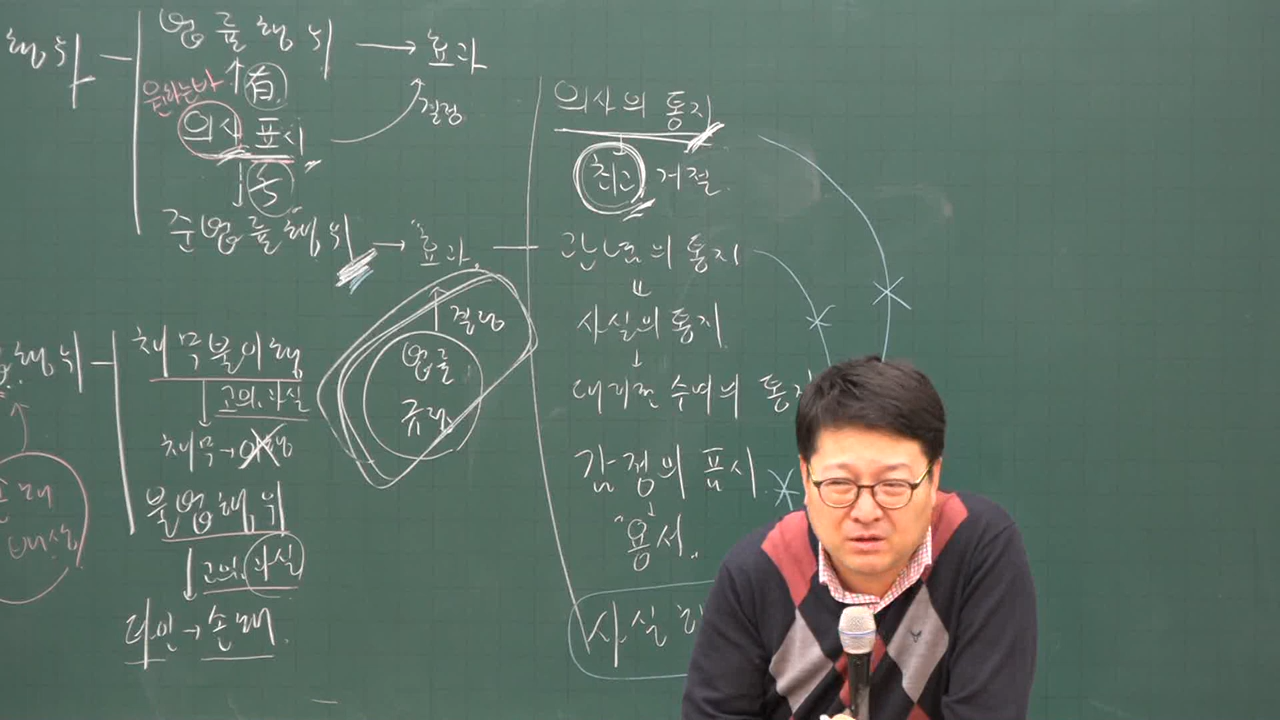 행위 법률행위 → 효과
원하는바 有
의사표시 결정
준법률행위 → 효과
결정
법률
규정
행위 채무불이행
고의.과실
채무→이행
불법행위
고의.과실
타인→손해
손해
배상
의사의 통지
최고 거절
관념의 통지
사실의 통지
대리권 수여의 통지
감정의 표시
용서
사실